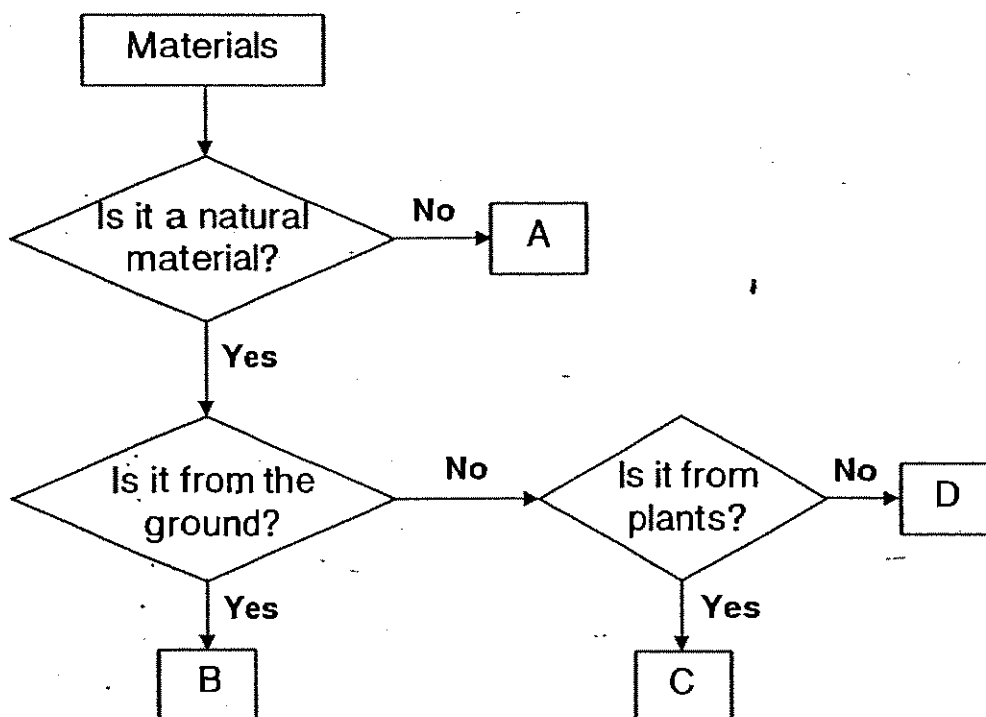 Materials
Is it a natural
material?
No
A
Yes
Is it from the
ground?
No
Is it from
plants?
No
D
Yes
B
Yes
C